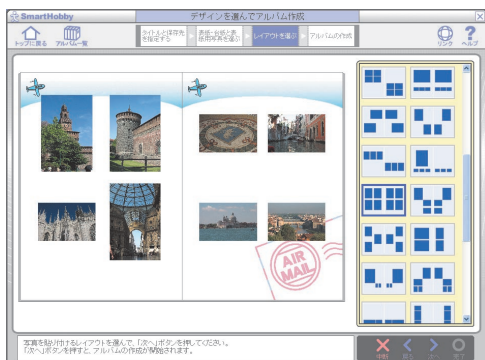 SmartHobby
デザインを選んでアルバム作成
トップに戻る
アルバム一覧
タイトルと保存先
を指定する
表紙・台紙と表
紙用写真を選ぶ
レイアウトを選ぶ
アルバムの作成
リンク
ヘルプ
AIR
MAIL
写真を貼り付けるレイアウトを選んで、「次へ」ボタンを押してください。
「次へ」ボタンを押すと、アルバムの作成が開始されます。
中断
戻る
次へ
完了